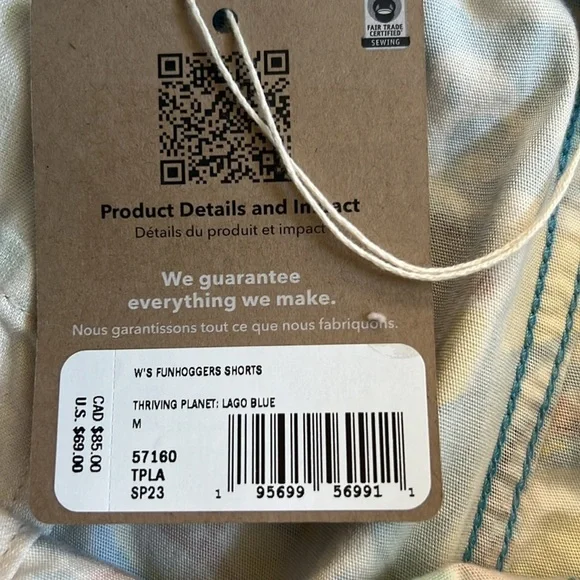 FAIR TRADE
CERTIFIED
SEWING
Product Details and Impact
Détails du produit et impact
We guarantee
everything we make.
Nous garantissons tout ce que nous fabriquons.
W'S FUNHOGGERS SHORTS
THRIVING PLANET: LAGO BLUE
M
57160
TPLA
SP23
CAD $85.00
U.S. $69.00
1 95699 56991 1